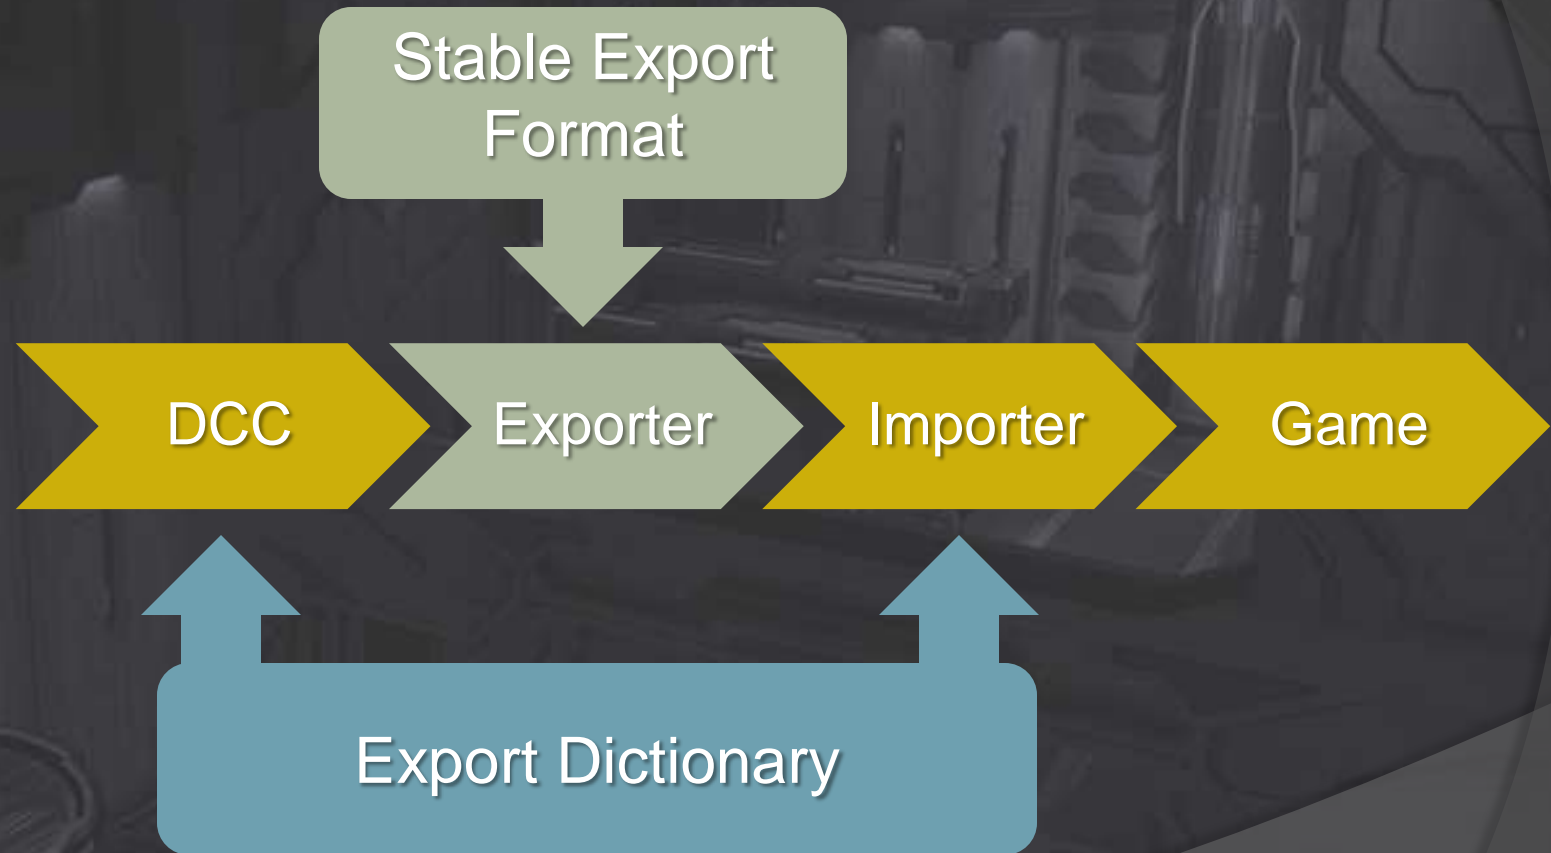 Stable Export
Format
DCC
Exporter
Importer
Game
Export Dictionary